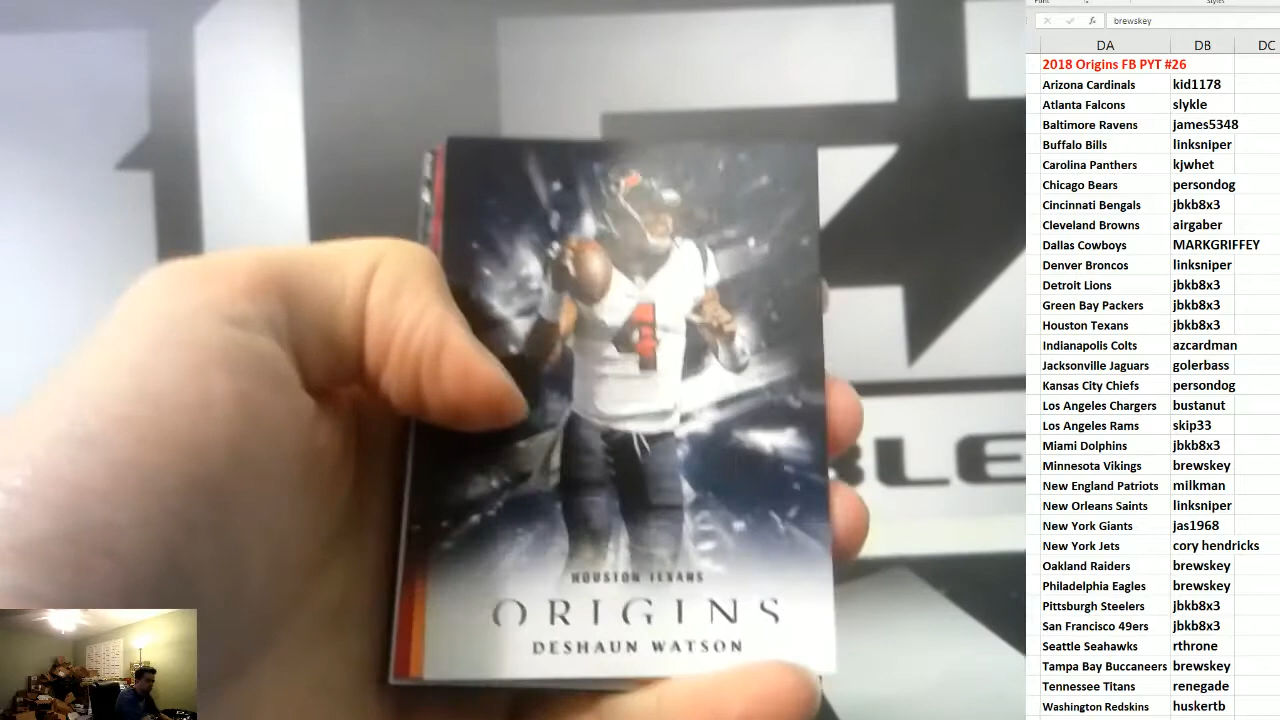 brewskey
DA DB DC
2018 Origins FB PYT #26
Arizona Cardinals kid1178
Atlanta Falcons slykle
Baltimore Ravens james5348
Buffalo Bills linksniper
Carolina Panthers kjwhet
Chicago Bears persondog
Cincinnati Bengals jbkb8x3
Cleveland Browns airgaber
Dallas Cowboys MARKGRIFFEY
Denver Broncos linksniper
Detroit Lions jbkb8x3
Green Bay Packers jbkb8x3
Houston Texans jbkb8x3
Indianapolis Colts azcardman
Jacksonville Jaguars golerbass
Kansas City Chiefs persondog
Los Angeles Chargers bustanut
Los Angeles Rams skip33
Miami Dolphins jbkb8x3
Minnesota Vikings brewskey
New England Patriots milkman
New Orleans Saints linksniper
New York Giants jas1968
New York Jets cory hendricks
Oakland Raiders brewskey
Philadelphia Eagles brewskey
Pittsburgh Steelers jbkb8x3
San Francisco 49ers jbkb8x3
Seattle Seahawks rthrone
Tampa Bay Buccaneers brewskey
Tennessee Titans renegade
Washington Redskins huskertb
4
HOUSTON TEXANS
ORIGINS
DESHAUN WATSON